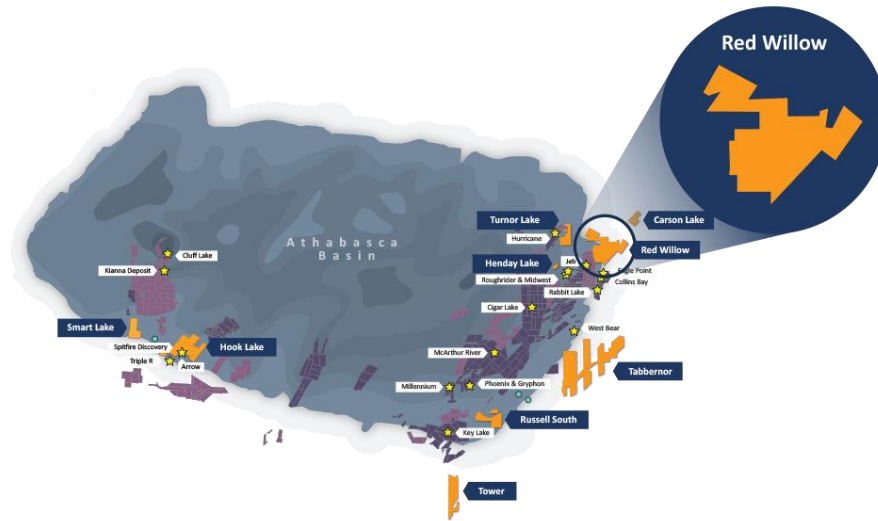 Red Willow
Turnor Lake
Carson Lake
Hurricane
Athabasca
Basin
Red Willow
Cluff Lake
Jeb
Henday Lake
Kianna Deposit
Eagle Point
Roughrider & Midwest
Collins Bay
Rabbit Lake
Cigar Lake
Smart Lake
West Bear
Spitfire Discovery
Hook Lake
McArthur River
Triple R
Arrow
Tabbernor
Millennium
Phoenix & Gryphon
Russell South
Key Lake
Tower